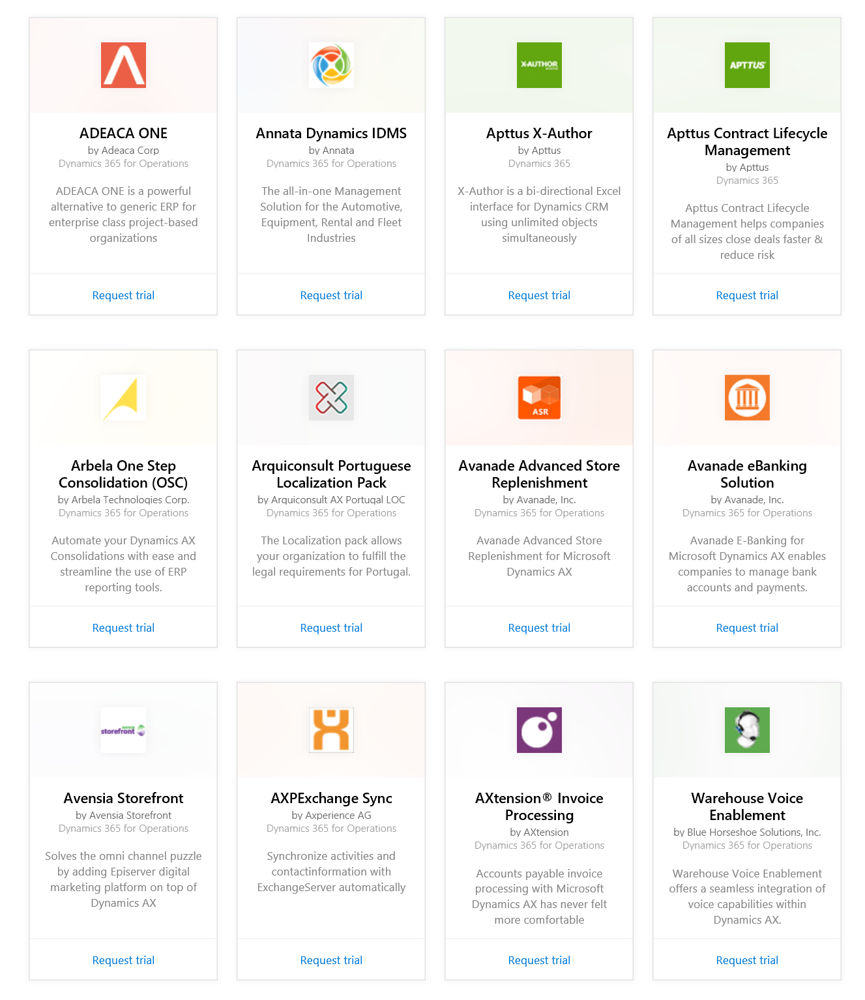 X-AUTHOR
APTTUS
ADEACA ONE
by Adeaca Corp
Dynamics 365 for Operations
ADEACA ONE is a powerful
alternative to generic ERP for
enterprise class project-based
organizations
Request trial
Annata Dynamics IDMS
by Annata
Dynamics 365 for Operations
The all-in-one Management
Solution for the Automotive,
Equipment, Rental and Fleet
Industries
Request trial
Apttus X-Author
by Apttus
Dynamics 365
X-Author is a bi-directional Excel
interface for Dynamics CRM
using unlimited objects
simultaneously
Request trial
Apttus Contract Lifecycle
Management
by Apttus
Dynamics 365
Apttus Contract Lifecycle
Management helps companies
of all sizes close deals faster &
reduce risk
Request trial
Arbela One Step
Consolidation (OSC)
by Arbela Technologies Corp.
Dynamics 365 for Operations
Automate your Dynamics AX
Consolidations with ease and
streamline the use of ERP
reporting tools.
Request trial
Arquiconsult Portuguese
Localization Pack
by Arquiconsult AX Portugal LOC
Dynamics 365 for Operations
The Localization pack allows
your organization to fulfill the
legal requirements for Portugal.
Request trial
ASR
Avanade Advanced Store
Replenishment
by Avanade, Inc.
Dynamics 365 for Operations
Avanade Advanced Store
Replenishment for Microsoft
Dynamics AX
Request trial
Avanade eBanking
Solution
by Avanade, Inc.
Dynamics 365 for Operations
Avanade E-Banking for
Microsoft Dynamics AX enables
companies to manage bank
accounts and payments.
Request trial
avensia
storefront
Avensia Storefront
by Avensia Storefront
Dynamics 365 for Operations
Solves the omni channel puzzle
by adding Episerver digital
marketing platform on top of
Dynamics AX
Request trial
AXPExchange Sync
by Axperience AG
Dynamics 365 for Operations
Synchronize activities and
contactinformation with
ExchangeServer automatically
Request trial
AXtension® Invoice
Processing
by AXtension
Dynamics 365 for Operations
Accounts payable invoice
processing with Microsoft
Dynamics AX has never felt
more comfortable
Request trial
Warehouse Voice
Enablement
by Blue Horseshoe Solutions, Inc.
Dynamics 365 for Operations
Warehouse Voice Enablement
offers a seamless integration of
voice capabilities within
Dynamics AX.
Request trial